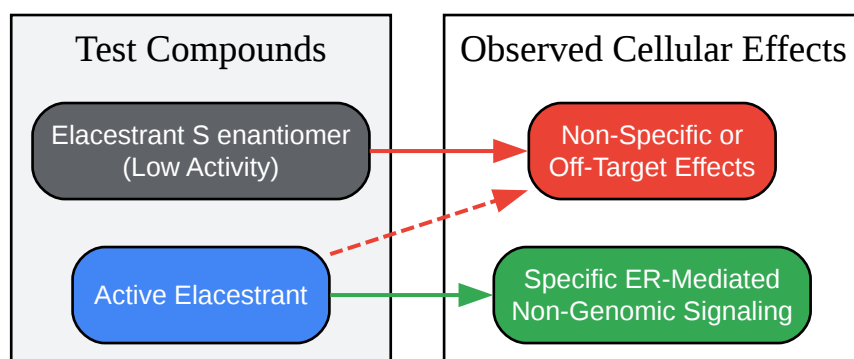 Test Compounds
Observed Cellular Effects
Elacestrant S enantiomer
(Low Activity)
Non-Specific or
Off-Target Effects
Active Elacestrant
Specific ER-Mediated
Non-Genomic Signaling